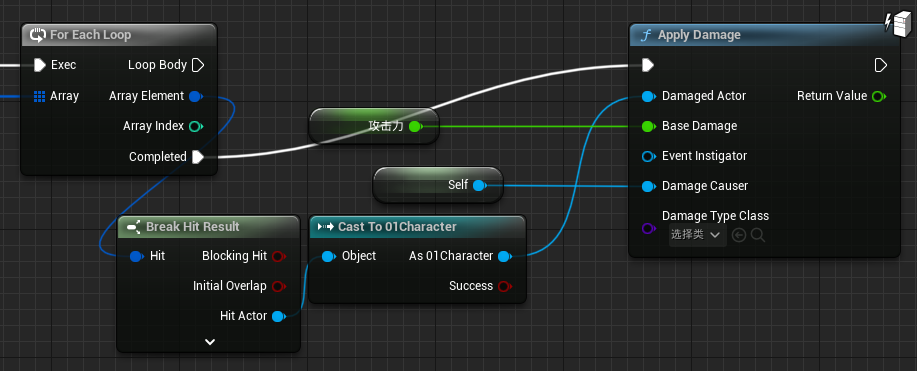 For Each Loop
Exec
Loop Body
Array
Array Element
Array Index
Completed
攻击力
Self
Break Hit Result
Hit
Blocking Hit
Initial Overlap
Hit Actor
Cast To 01Character
Object
As 01Character
Success
Apply Damage
Damaged Actor
Return Value
Base Damage
Event Instigator
Damage Causer
Damage Type Class
选择类